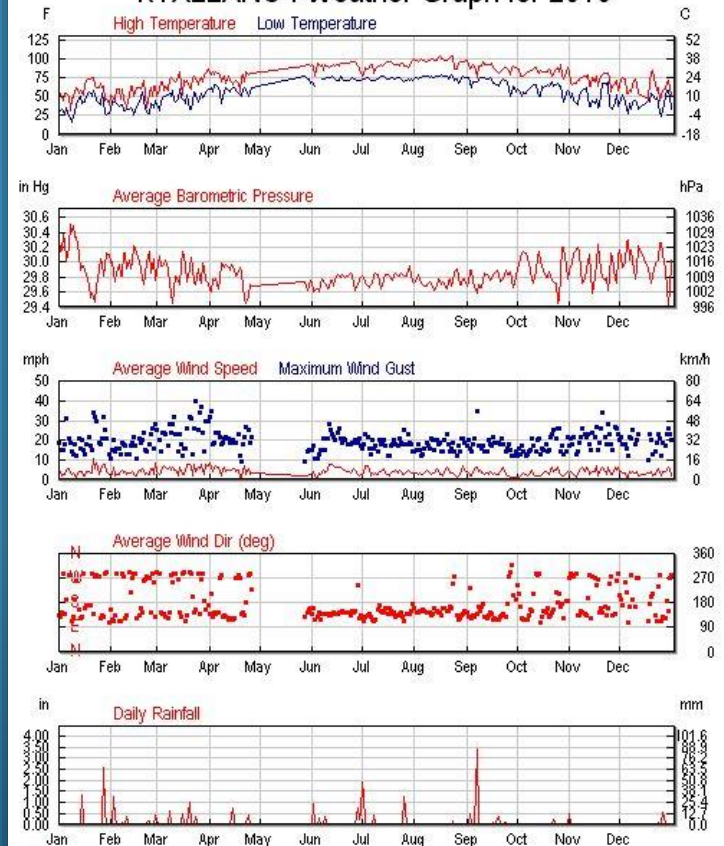 Weather Graph for 2010
F High Temperature Low Temperature C
125 52
100 38
75 24
50 10
25 -4
0 -18
Jan Feb Mar Apr May Jun Jul Aug Sep Oct Nov Dec
in Hg Average Barometric Pressure hPa
30.6 1036
30.4 1029
30.2 1023
30.0 1016
29.8 1009
29.6 1002
29.4 996
Jan Feb Mar Apr May Jun Jul Aug Sep Oct Nov Dec
mph Average Wind Speed Maximum Wind Gust km/h
50 80
40 64
30 48
20 32
10 16
0 0
Jan Feb Mar Apr May Jun Jul Aug Sep Oct Nov Dec
Average Wind Dir (deg)
N 360
270
180
90
N 0
Jan Feb Mar Apr May Jun Jul Aug Sep Oct Nov Dec
in Daily Rainfall mm
4.00 101.6
3.50 88.9
3.00 76.2
2.50 63.5
2.00 50.8
1.50 38.1
1.00 25.4
0.50 12.7
0.00 0.0
Jan Feb Mar Apr May Jun Jul Aug Sep Oct Nov Dec